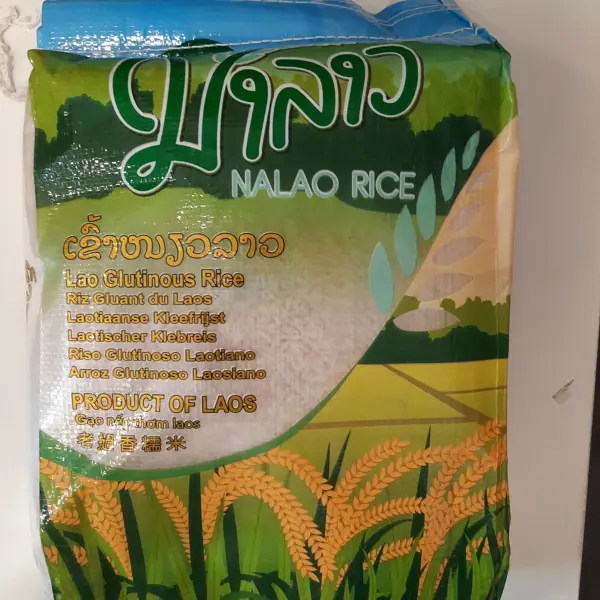 ນາລາວ
NALAO RICE
ເຂົ້າໜຽວລາວ
Lao Glutinous Rice
Riz Gluant du Laos
Laotiaanse Kleefrijst
Laotischer Klebreis
Riso Glutinoso Laotiano
Arroz Glutinoso Laosiano
PRODUCT OF LAOS
Gạo nếp thơm laos
老撾香糯米